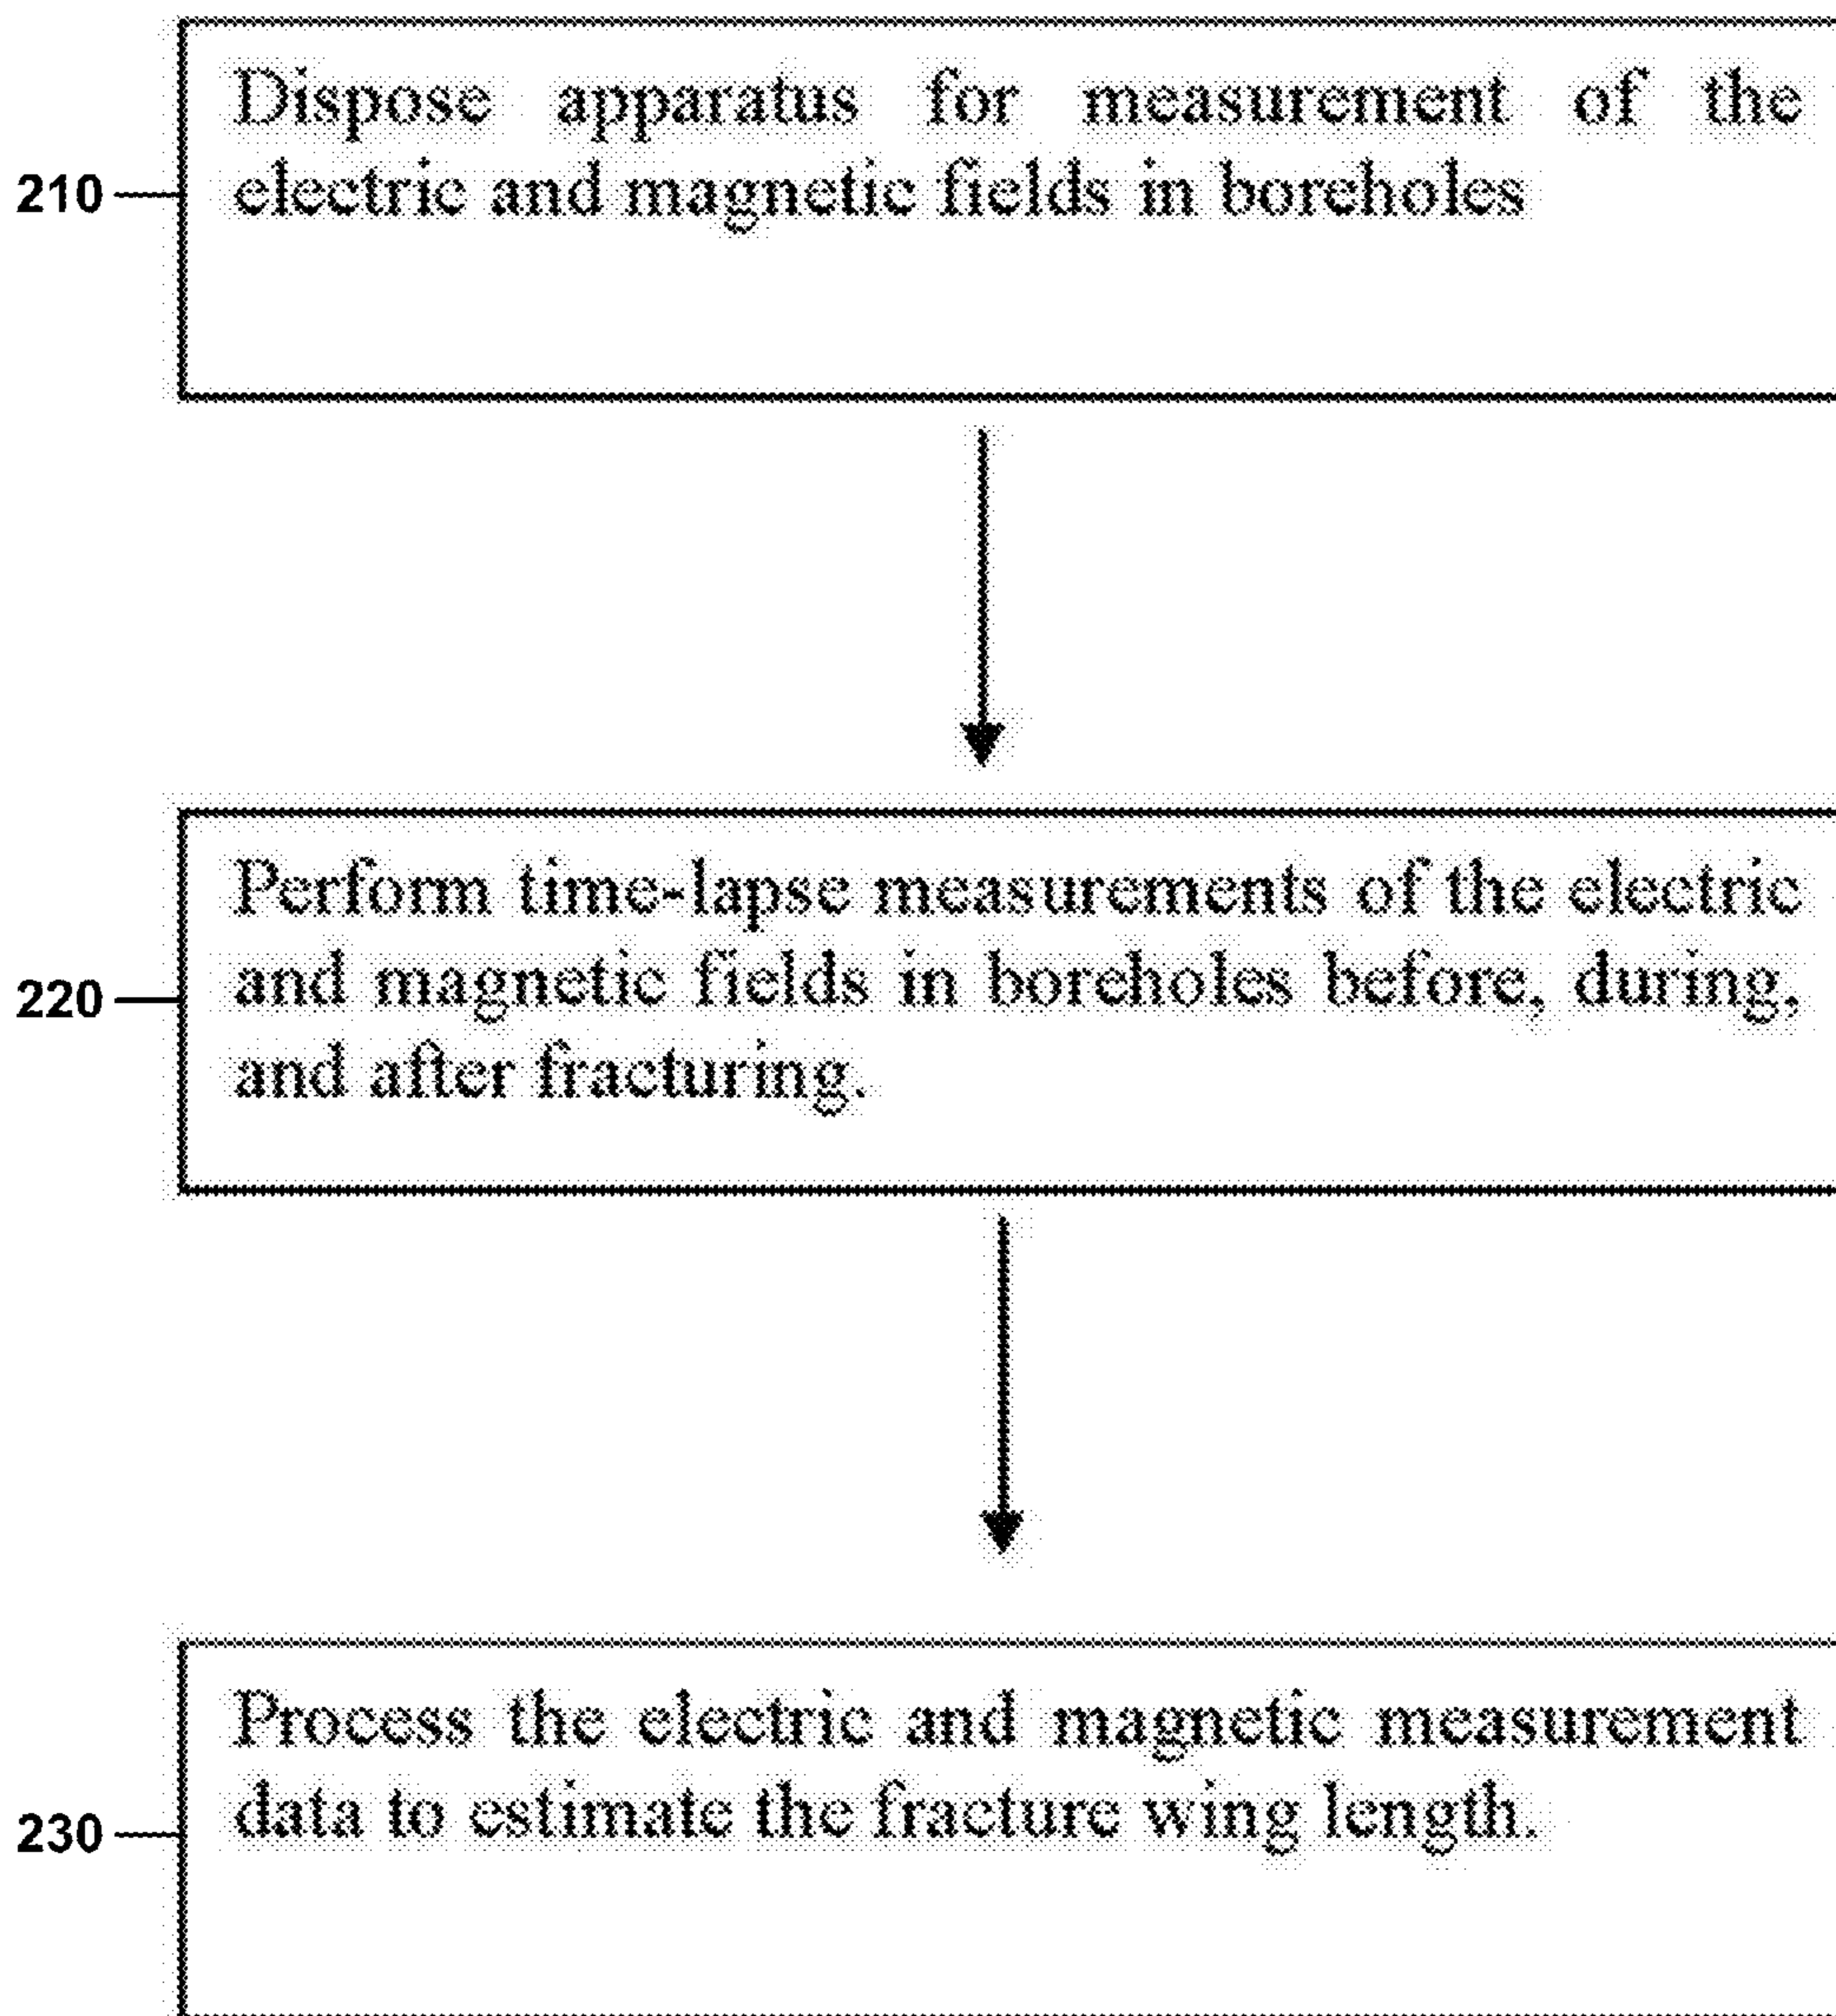 Dispose apparatus for measurement of the
210
electric and magnetic fields in boreholes
Perform time-lapse measurements of the electric
220
and magnetic fields in boreholes before, during,
and after fracturing.
Process the electric and magnetic measurement
230
data to estimate the fracture wing length.